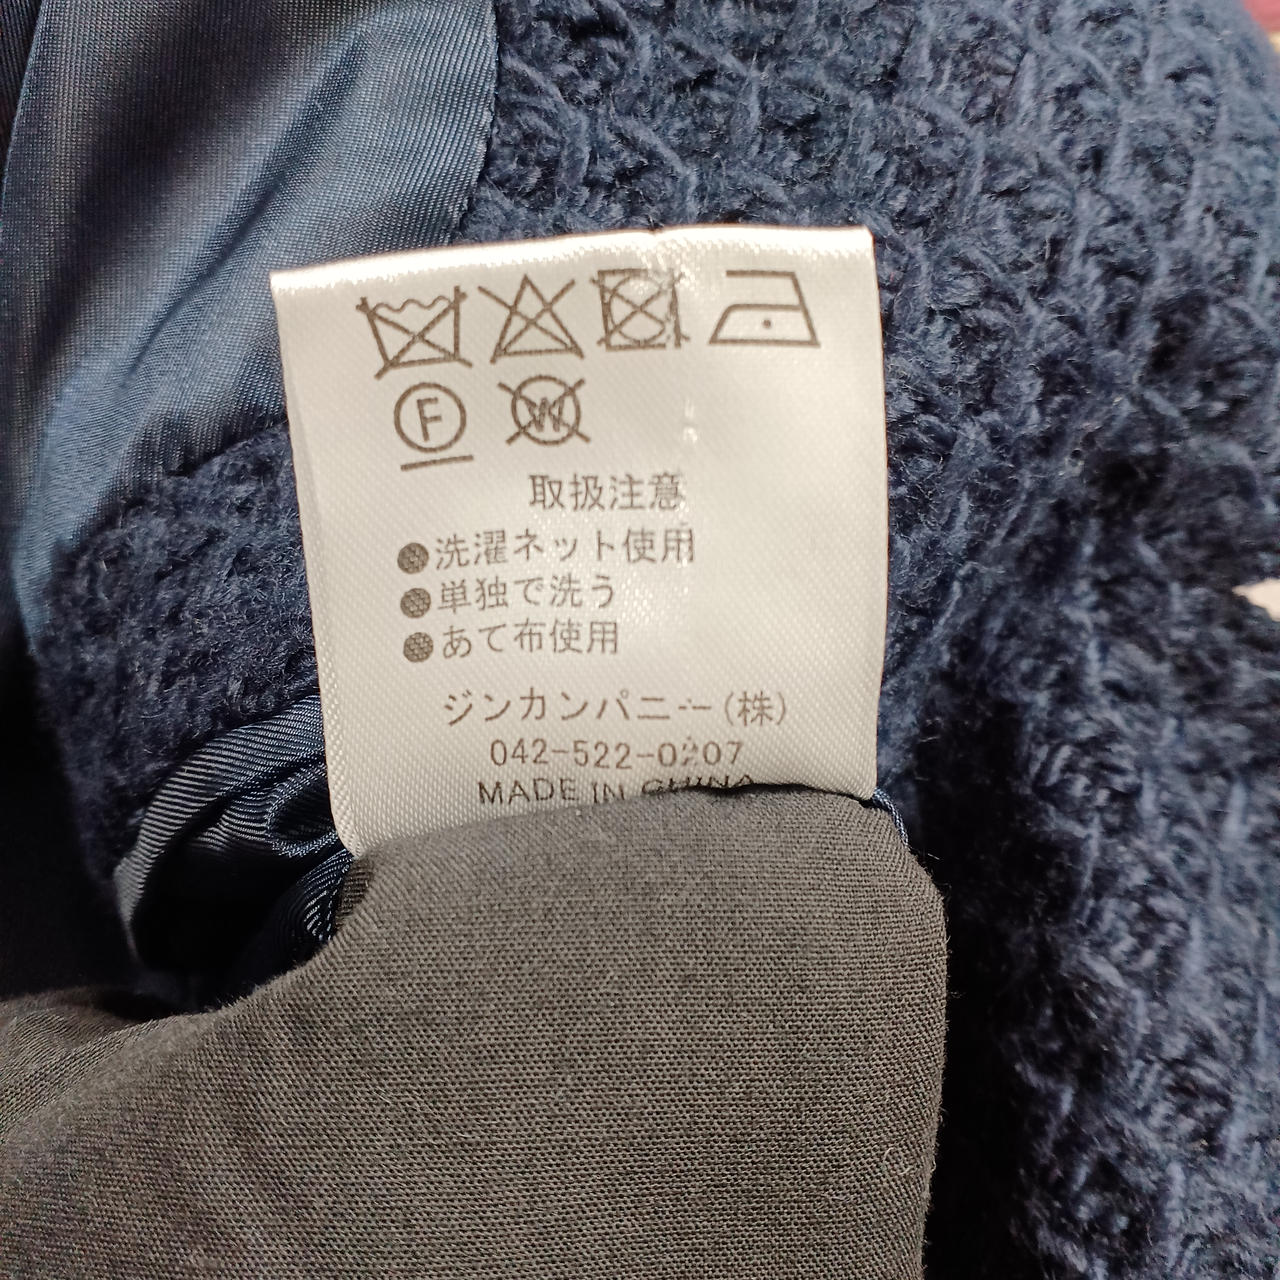 F W
取扱注意
●洗濯ネット使用
●単独で洗う
●あて布使用
ジンカンパニー(株)
042-522-0207
MADE IN CHINA